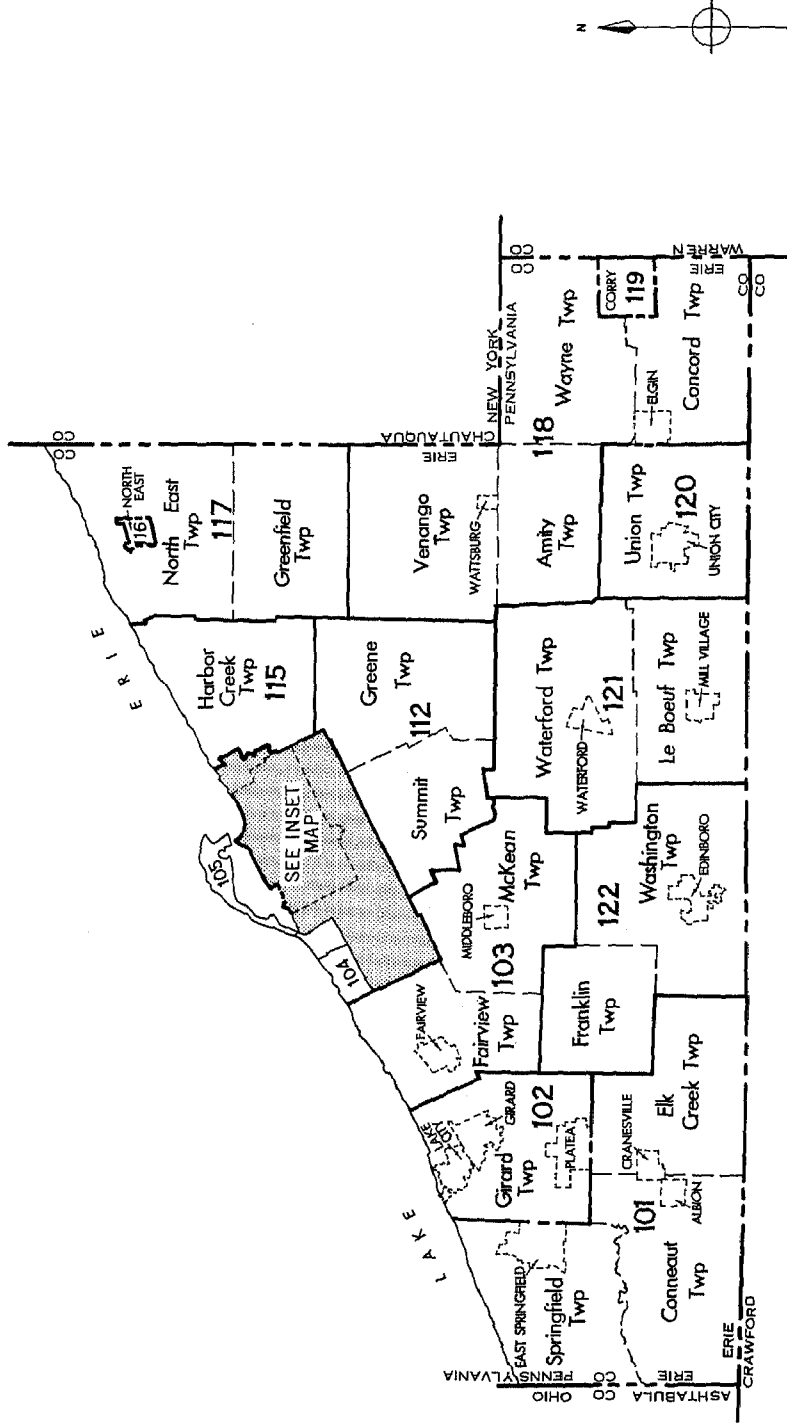 N
LAKE
ERIE
SEE INSET
MAP
104
105
NORTH
EAST
116
North East
Twp
117
Greenfield
Twp
Harbor
Creek
Twp
115
Greene
Twp
112
Summit
Twp
Venango
Twp
WATTSBURG
CHAUTAUQUA CO
ERIE CO
NEW YORK
PENNSYLVANIA
118
Wayne Twp
Amity
Twp
CORRY
119
WARREN CO
ERIE CO
ELGIN
Concord Twp
CO
CO
Union Twp
120
UNION CITY
Waterford Twp
WATERFORD
121
Le Boeuf Twp
MILL VILLAGE
MIDDLEBORO
McKean
Twp
103
122
Washington
Twp
EDINBORO
Franklin
Twp
FAIRVIEW
Fairview
Twp
LAKE
CITY
GIRARD
102
Girard
Twp
PLATEA
CRANESVILLE
Elk
Creek Twp
101
ALBION
Conneaut
Twp
EAST SPRINGFIELD
Springfield
Twp
PENNSYLVANIA
OHIO
ERIE CO
ASHTABULA CO
ERIE
CRAWFORD